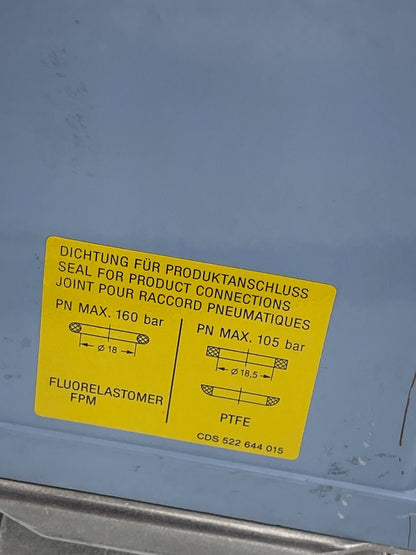 DICHTUNG FÜR PRODUKTANSCHLUSS
SEAL FOR PRODUCT CONNECTIONS
JOINT POUR RACCORD PNEUMATIQUES
PN MAX. 160 bar
Ø 18
FLUORELASTOMER
FPM
PN MAX. 105 bar
Ø 18,5
PTFE
CDS 522 644 015